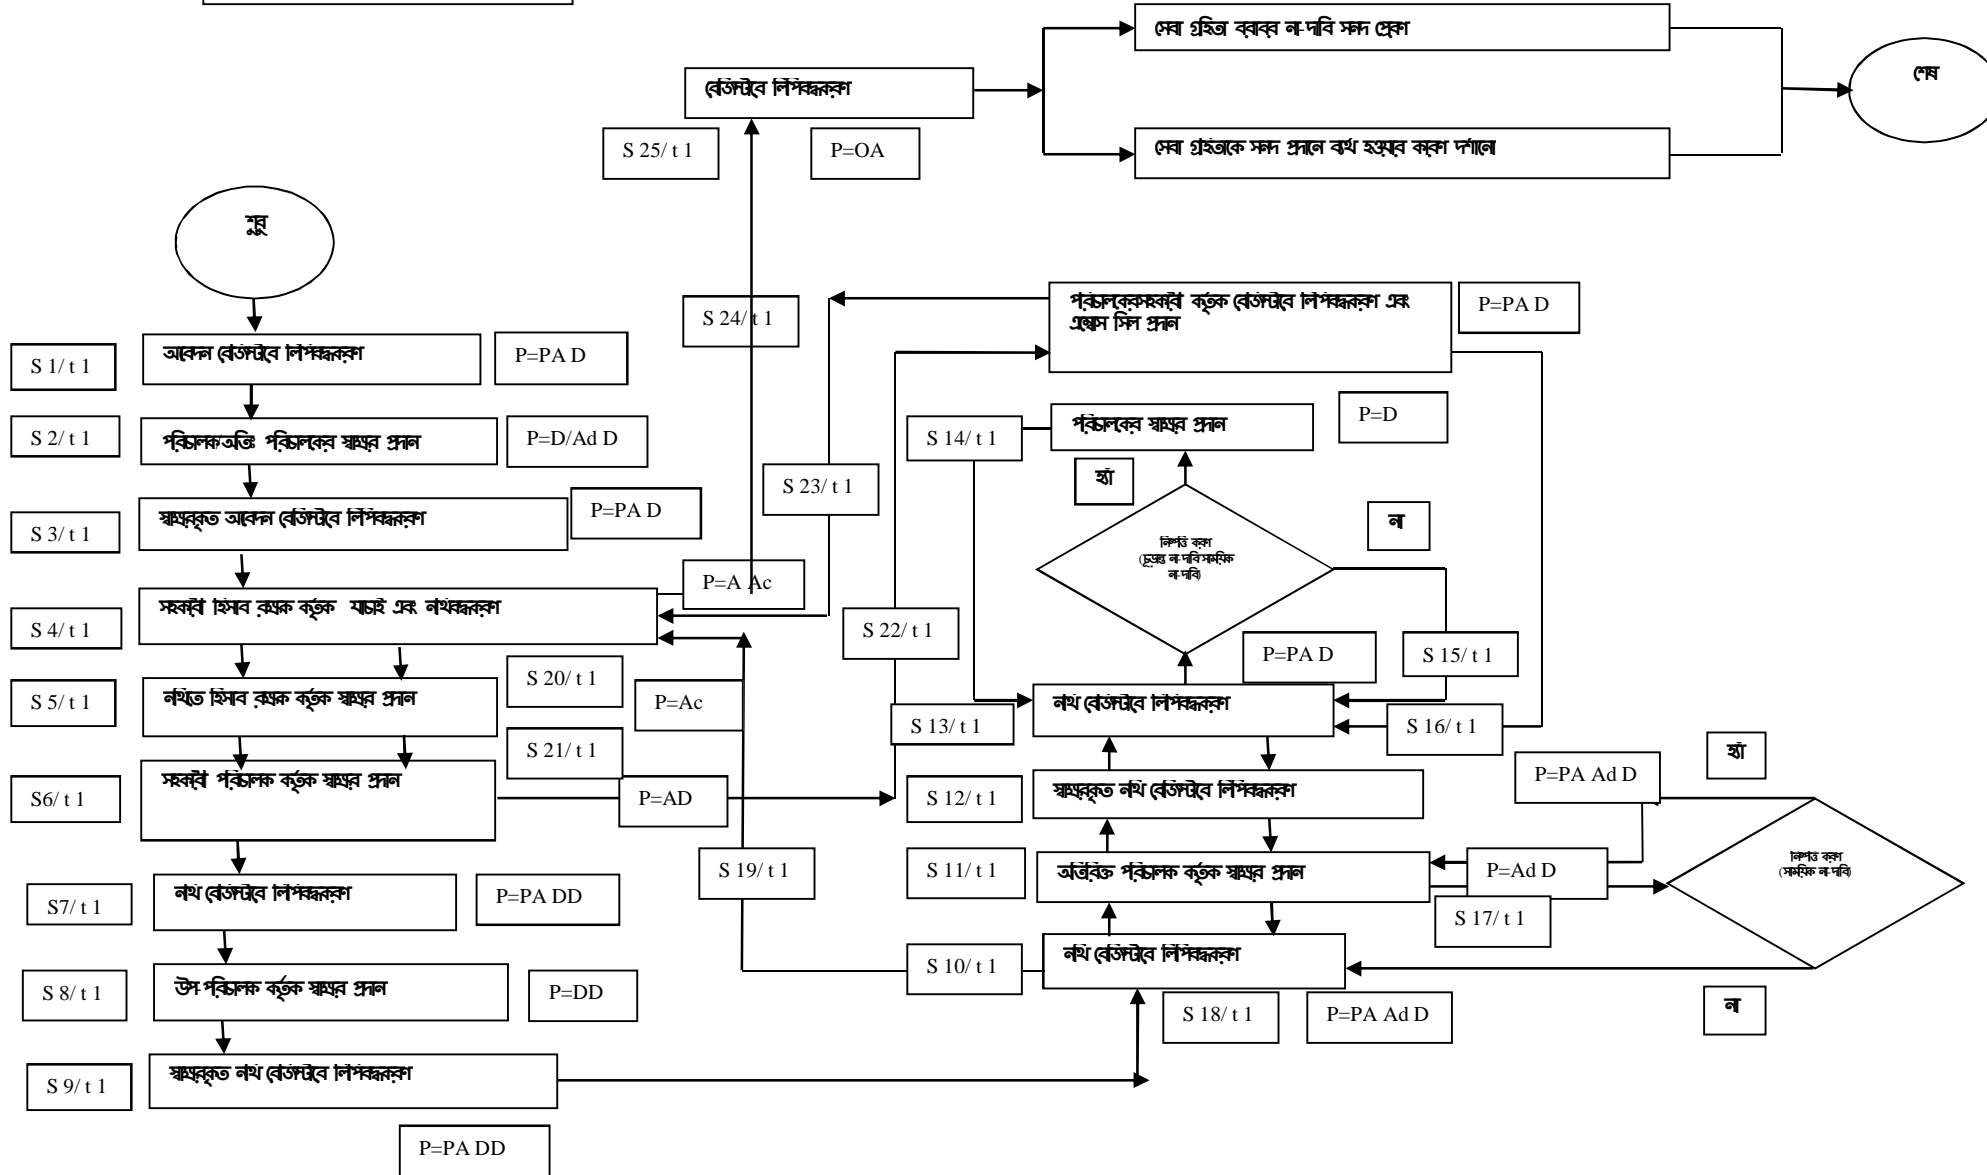 সেবা গ্রহিতা বরাবর না-দাবি সনদ প্রেরণ
শেষ
রেজিস্টারে লিপিবদ্ধকরণ
S 25/ t 1
P=OA
সেবা গ্রহিতাকে সনদ প্রদানে ব্যর্থ হওয়ার কারণ দর্শানো
শুরু
S 24/ t 1
পরিচালকেরসহকারী কর্তৃক রেজিস্টারে লিপিবদ্ধকরণ এবং
এম্বোস সিল প্রদান
P=PA D
S 1/ t 1
আবেদন রেজিস্টারে লিপিবদ্ধকরণ
P=PA D
S 2/ t 1
পরিচালক/অতিঃ পরিচালকের স্বাক্ষর প্রদান
P=D/Ad D
S 14/ t 1
পরিচালকের স্বাক্ষর প্রদান
P=D
হ্যাঁ
S 23/ t 1
না
S 3/ t 1
স্বাক্ষরকৃত আবেদন রেজিস্টারে লিপিবদ্ধকরণ
P=PA D
নিষ্পত্তি করণ
(চূড়ান্ত না-দাবি/সাময়িক
না-দাবি)
P=A Ac
S 4/ t 1
সহকারী হিসাব রক্ষক কর্তৃক যাচাই এবং নথিবদ্ধকরণ
S 22/ t 1
P=PA D
S 15/ t 1
S 5/ t 1
নথিতে হিসাব রক্ষক কর্তৃক স্বাক্ষর প্রদান
S 20/ t 1
P=Ac
নথি রেজিস্টারে লিপিবদ্ধকরণ
S 13/ t 1
S 16/ t 1
S 21/ t 1
হ্যাঁ
S6/ t 1
সহকারী পরিচালক কর্তৃক স্বাক্ষর প্রদান
P=AD
S 12/ t 1
স্বাক্ষরকৃত নথি রেজিস্টারে লিপিবদ্ধকরণ
P=PA Ad D
S 19/ t 1
S 11/ t 1
অতিরিক্ত পরিচালক কর্তৃক স্বাক্ষর প্রদান
P=Ad D
নিষ্পত্তি করণ
(সাময়িক না-দাবি)
S7/ t 1
নথি রেজিস্টারে লিপিবদ্ধকরণ
P=PA DD
S 17/ t 1
S 10/ t 1
নথি রেজিস্টারে লিপিবদ্ধকরণ
S 8/ t 1
উপ-পরিচালক কর্তৃক স্বাক্ষর প্রদান
P=DD
S 18/ t 1
P=PA Ad D
না
S 9/ t 1
স্বাক্ষরকৃত নথি রেজিস্টারে লিপিবদ্ধকরণ
P=PA DD